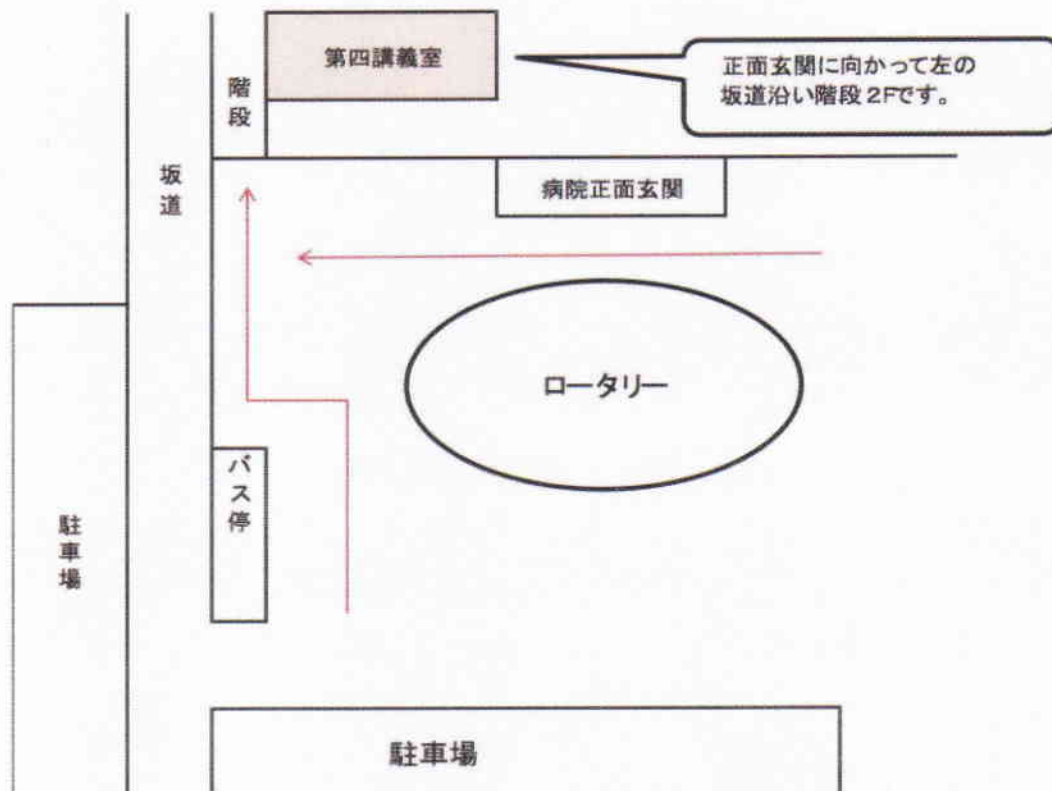 第四講義室
正面玄関に向かって左の
坂道沿い階段2Fです。
階段
坂道
病院正面玄関
ロータリー
バス停
駐車場
駐車場